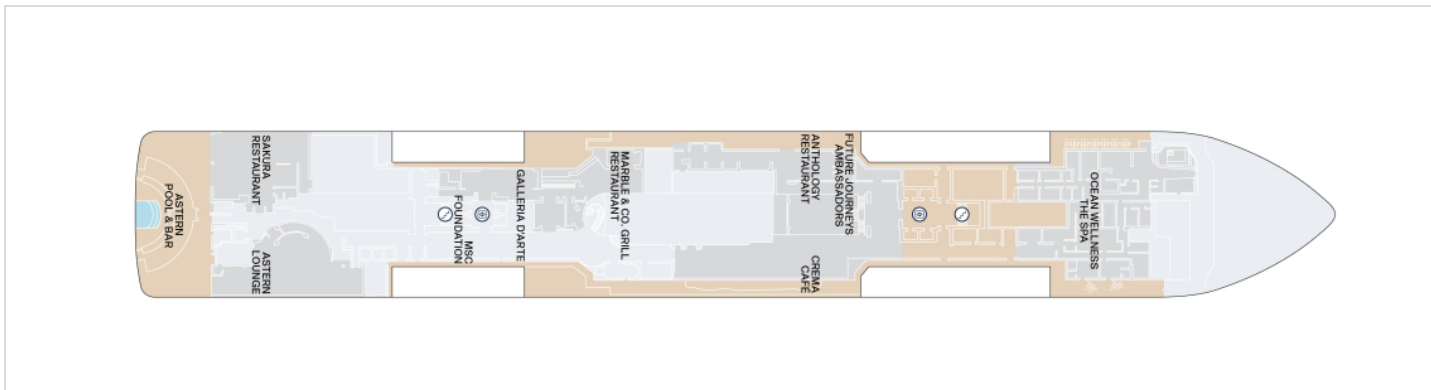 ASTERN
POOL & BAR
SAKURA
RESTAURANT
ASTERN
LOUNGE
MSC
FOUNDATION
GALLERIA D'ARTE
MARBLE & CO. GRILL
RESTAURANT
FUTURE JOURNEYS
AMBASSADORS
ANTHOLOGY
RESTAURANT
CREMA
CAFÉ
OCEAN WELLNESS
THE SPA